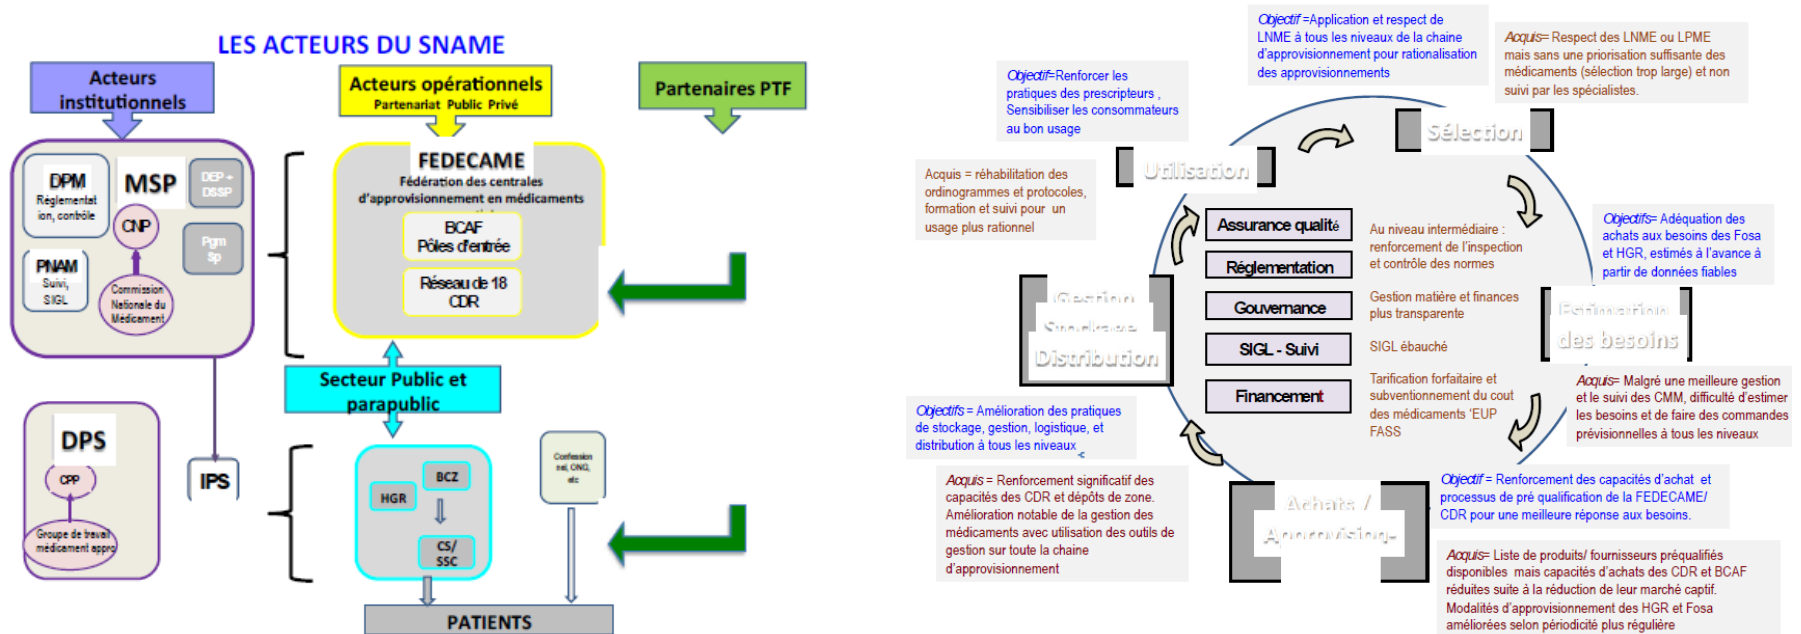 LES ACTEURS DU SNAME
Acteurs
institutionnels
Acteurs opérationnels
Partenariat Public Privé
Partenaires PTF
DPM
Réglementat
ion, contrôle
MSP
DEP +
DSSP
CNP
Pgm
Sp
PNAM
Suivi,
SIGL
Commission
Nationale du
Médicament
FEDECAME
Fédération des centrales
d'approvisionnement en médicaments
BCAF
Pôles d'entrée
Réseau de 18
CDR
Secteur Public et
parapublic
DPS
CPP
Groupe de travail
médicament appro
IPS
HGR
BCZ
CS/
SSC
Confession
nel, ONG,
etc
PATIENTS
Objectif =Application et respect de
LNME à tous les niveaux de la chaine
d'approvisionnement pour rationalisation
des approvisionnements
Acquis= Respect des LNME ou LPME
mais sans une priorisation suffisante des
médicaments (sélection trop large) et non
suivi par les spécialistes.
Objectif=Renforcer les
pratiques des prescripteurs ,
Sensibiliser les consommateurs
au bon usage
Sélection
Utilisation
Acquis = réhabilitation des
ordinogrammes et protocoles,
formation et suivi pour un
usage plus rationnel
Assurance qualité
Réglementation
Gouvernance
SIGL - Suivi
Financement
Au niveau intermédiaire :
renforcement de l'inspection
et contrôle des normes
Gestion matière et finances
plus transparente
SIGL ébauché
Tarification forfaitaire et
subventionnement du cout
des médicaments 'EUP
FASS
Objectifs= Adéquation des
achats aux besoins des Fosa
et HGR, estimés à l'avance à
partir de données fiables
Gestion
Stockage
Distribution
Estimation
des besoins
Acquis= Malgré une meilleure gestion
et le suivi des CMM, difficulté d'estimer
les besoins et de faire des commandes
prévisionnelles à tous les niveaux
Objectifs = Amélioration des pratiques
de stockage, gestion, logistique, et
distribution à tous les niveaux
Acquis = Renforcement significatif des
capacités des CDR et dépôts de zone.
Amélioration notable de la gestion des
médicaments avec utilisation des outils de
gestion sur toute la chaine
d'approvisionnement
Achats /
Approvision-
Objectif = Renforcement des capacités d'achat et
processus de pré qualification de la FEDECAME/
CDR pour une meilleure réponse aux besoins.
Acquis= Liste de produits/ fournisseurs préqualifiés
disponibles mais capacités d'achats des CDR et BCAF
réduites suite à la réduction de leur marché captif.
Modalités d'approvisionnement des HGR et Fosa
améliorées selon périodicité plus régulière